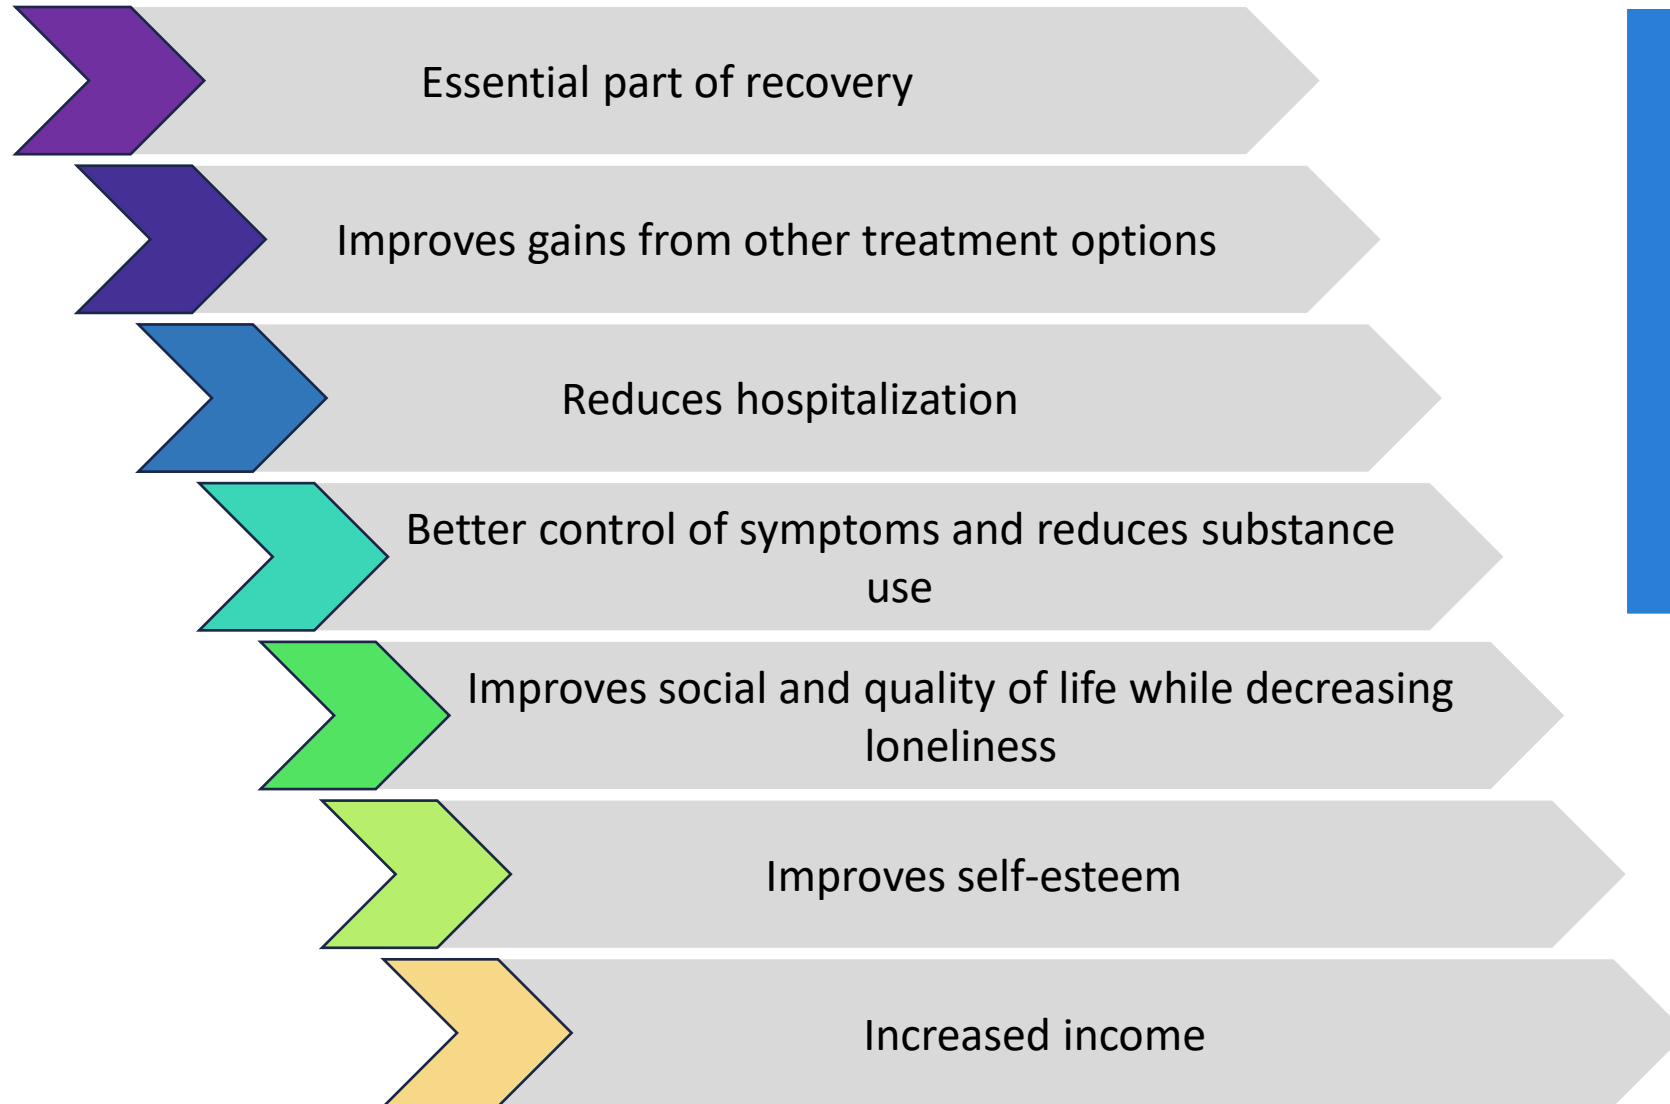 Essential part of recovery
Improves gains from other treatment options
Reduces hospitalization
Better control of symptoms and reduces substance
use
Improves social and quality of life while decreasing
loneliness
Improves self-esteem
Increased income